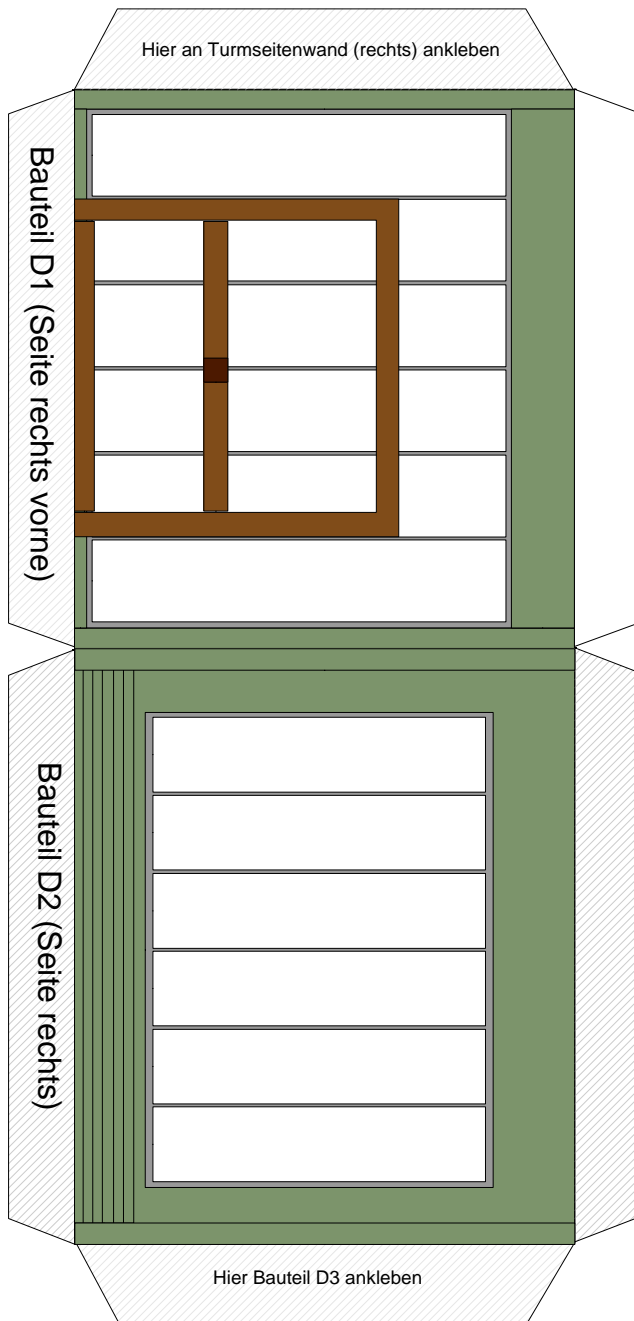 Hier an Turmseitenwand (rechts) ankleben
Bauteil D1 (Seite rechts vorne)
Bauteil D2 (Seite rechts)
Hier Bauteil D3 ankleben